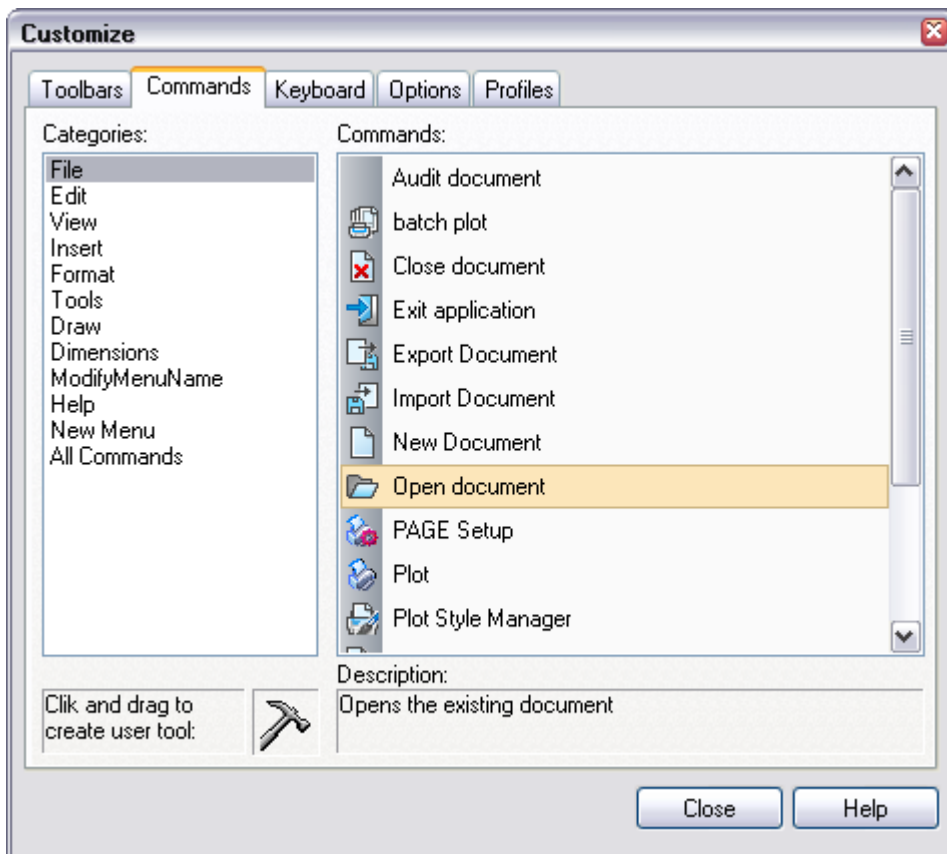 Customize
Toolbars
Commands
Keyboard
Options
Profiles
Categories:
File
Edit
View
Insert
Format
Tools
Draw
Dimensions
ModifyMenuName
Help
New Menu
All Commands
Commands:
Audit document
batch plot
Close document
Exit application
Export Document
Import Document
New Document
Open document
PAGE Setup
Plot
Plot Style Manager
Clik and drag to
create user tool:
Description:
Opens the existing document
Close
Help